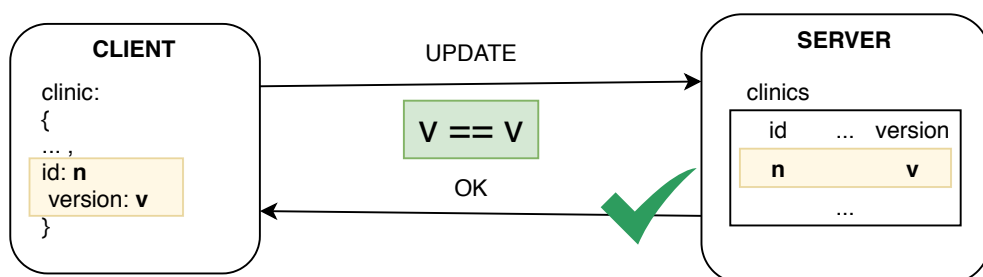 CLIENT
clinic:
{
... ,
id: n
version: v
}
UPDATE
v == v
OK
SERVER
clinics
id ... version
n v
...